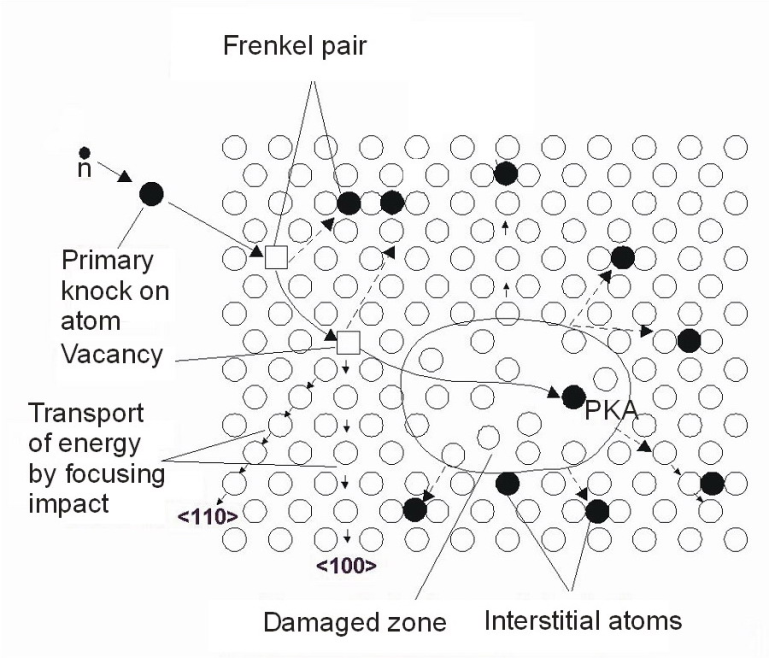 Frenkel pair
n
Primary
knock on
atom
Vacancy
PKA
Transport
of energy
by focusing
impact
<110>
<100>
Damaged zone
Interstitial atoms